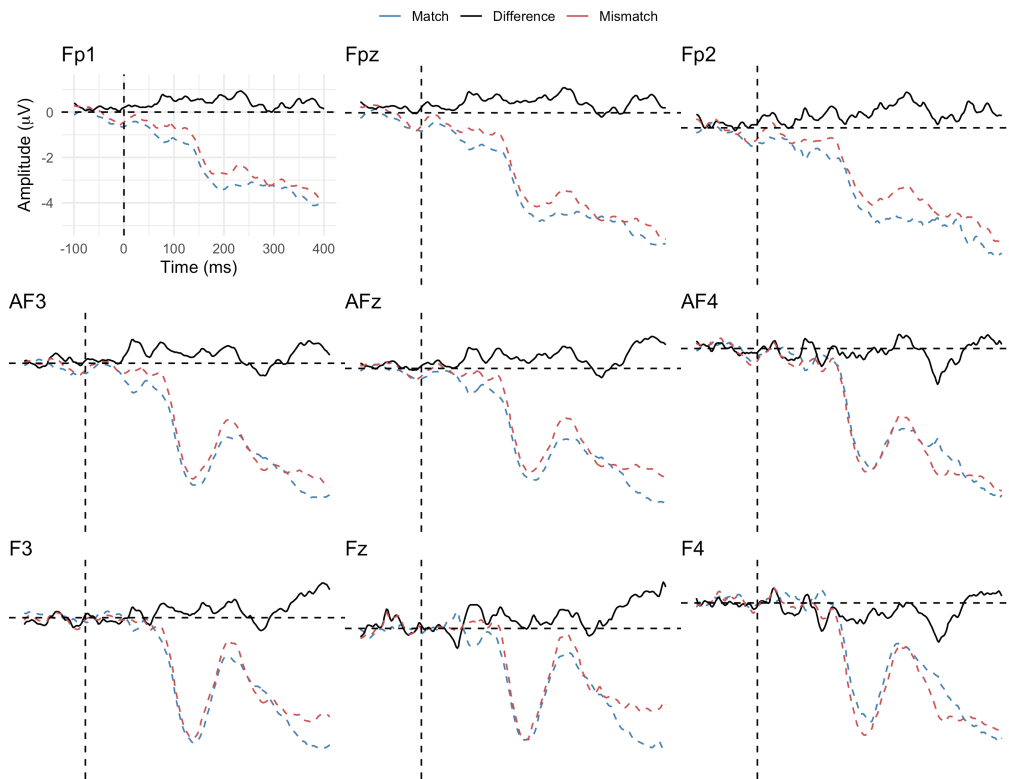 Match Difference Mismatch
Fp1 Fpz Fp2
Amplitude (μV)
0
-2
-4
-100 0 100 200 300 400
Time (ms)
AF3 AFz AF4
F3 Fz F4